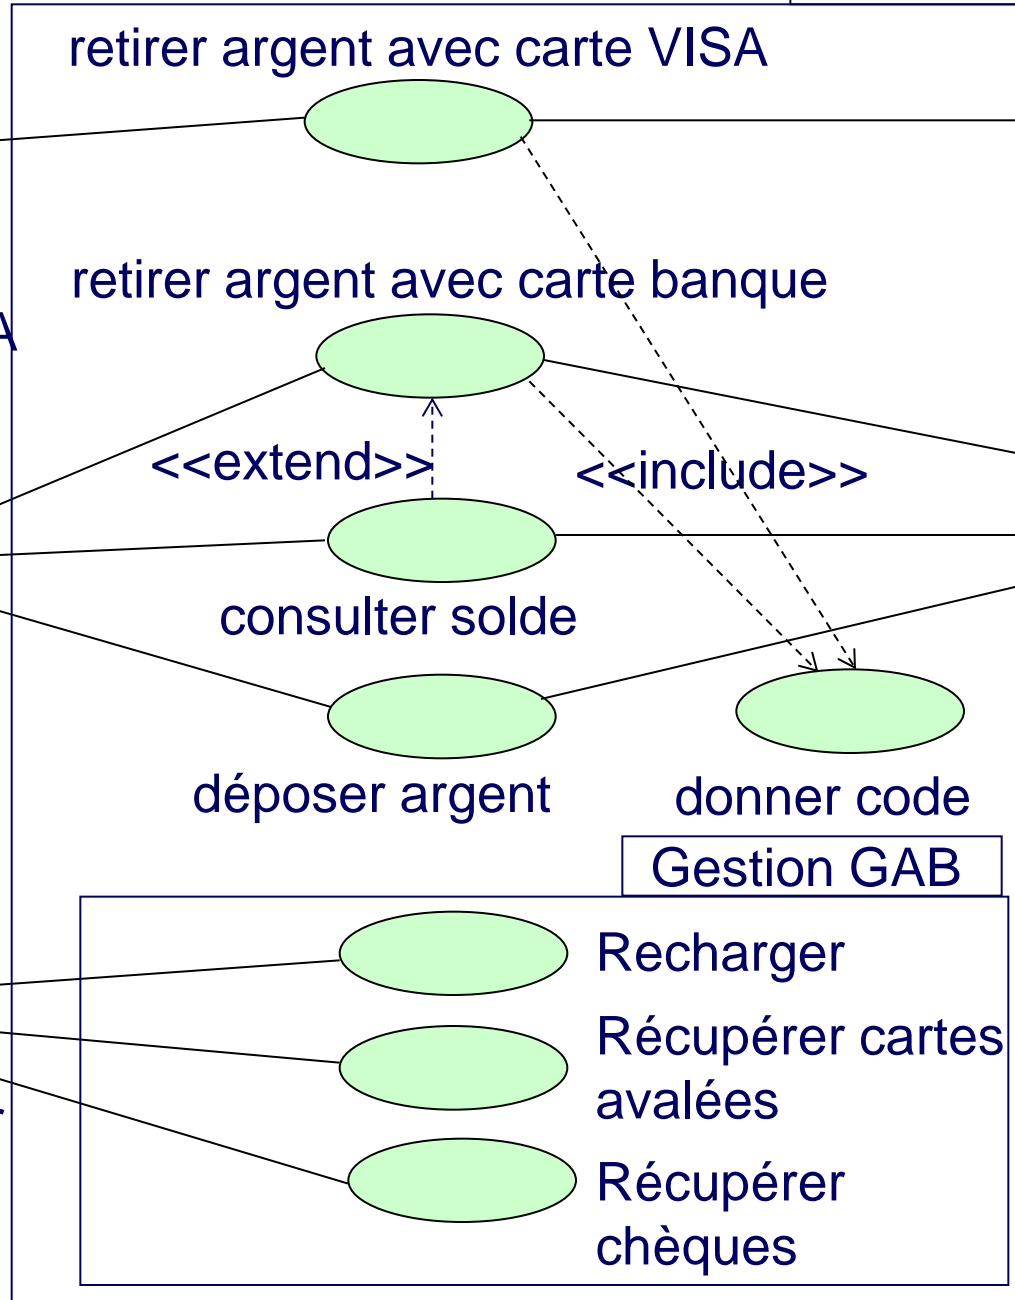 retirer argent avec carte VISA
retirer argent avec carte banque
<<extend>>
<<include>>
consulter solde
déposer argent
donner code
Gestion GAB
Recharger
Récupérer cartes
avalées
Récupérer
chèques